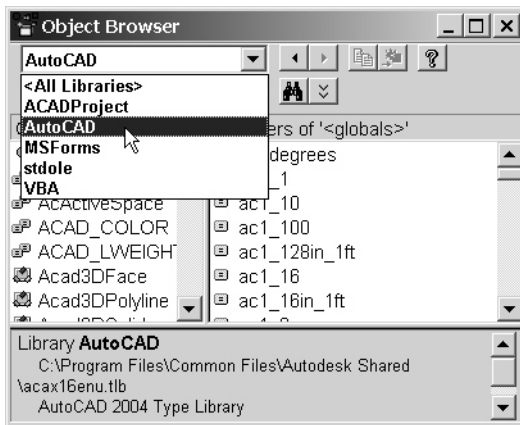 Object Browser
AutoCAD
<All Libraries>
ACADProject
AutoCAD
MSForms
stdole
VBA
ers of '<globals>'
degrees
_1
AcActiveSpace
ac1_10
ACAD_COLOR
ac1_100
ACAD_LWEIGHT
ac1_128in_1ft
Acad3DFace
ac1_16
Acad3DPolyline
ac1_16in_1ft
Library AutoCAD
C:\Program Files\Common Files\Autodesk Shared
\acax16enu.tlb
AutoCAD 2004 Type Library